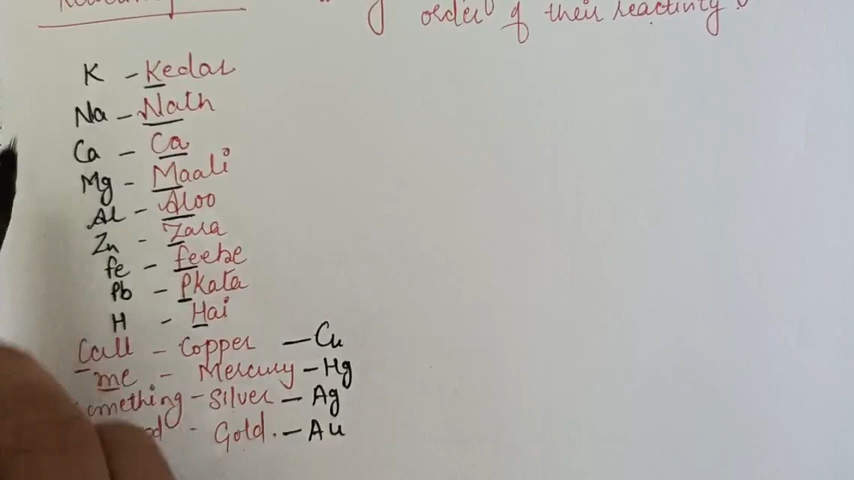 order of their reactivity
K - Kedar
Na - Nath
Ca - Ca
Mg - Maali
Al - Aloo
Zn - Zara
fe - feeke
Pb - Pkata
H - Hai
Call - Copper - Cu
me - Mercury - Hg
- Silver - Ag
- Gold. - Au